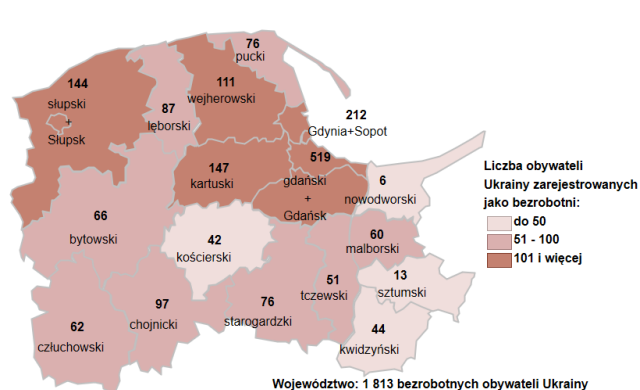 76
pucki
144
słupski
+
Słupsk
111
wejherowski
87
lęborski
212
Gdynia+Sopot
147
kartuski
519
gdański
+
Gdańsk
6
nowodworski
66
bytowski
42
kościerski
60
malborski
51
tczewski
13
sztumski
62
człuchowski
97
chojnicki
76
starogardzki
44
kwidzyński
Liczba obywateli
Ukrainy zarejestrowanych
jako bezrobotni:
do 50
51 - 100
101 i więcej
Województwo: 1 813 bezrobotnych obywateli Ukrainy